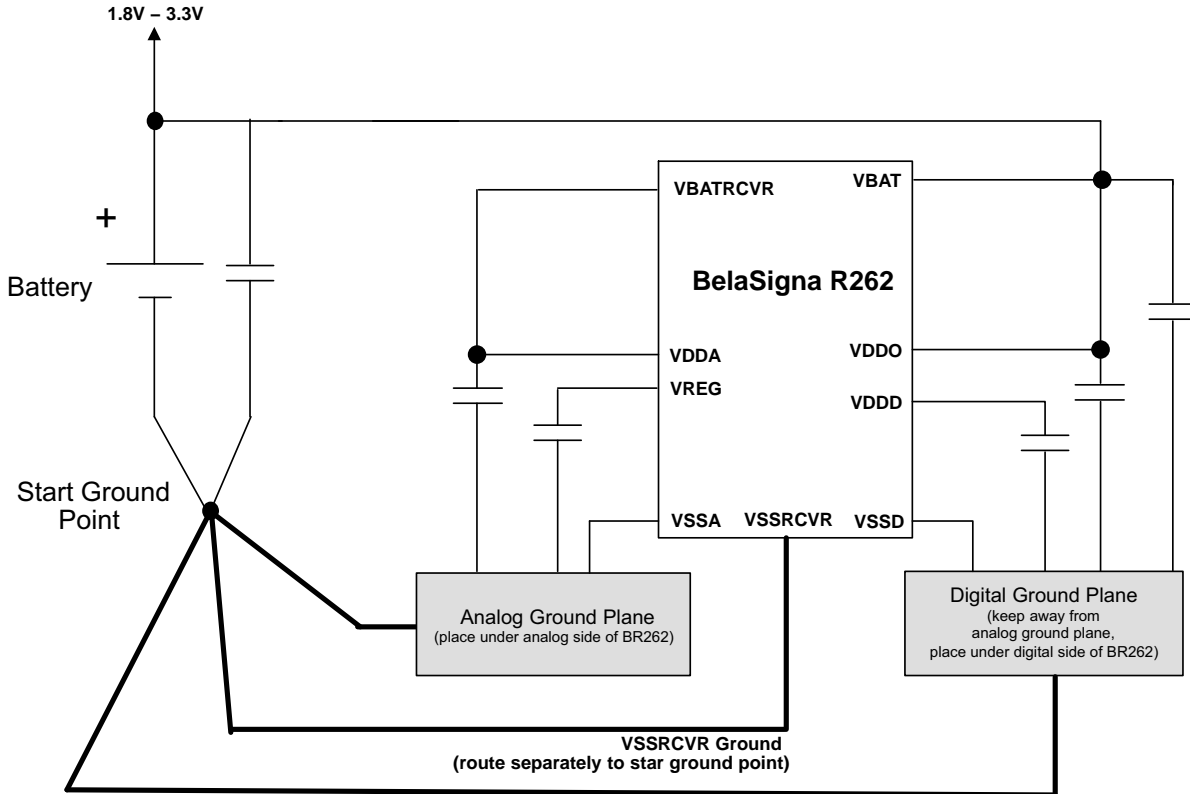 1.8V – 3.3V
+
Battery
VBATRCVR
VBAT
BelaSigna R262
VDDA
VDDO
VREG
VDDD
Start Ground
Point
VSSA
VSSRCVR
VSSD
Analog Ground Plane
(place under analog side of BR262)
Digital Ground Plane
(keep away from
analog ground plane,
place under digital side of BR262)
VSSRCVR Ground
(route separately to star ground point)